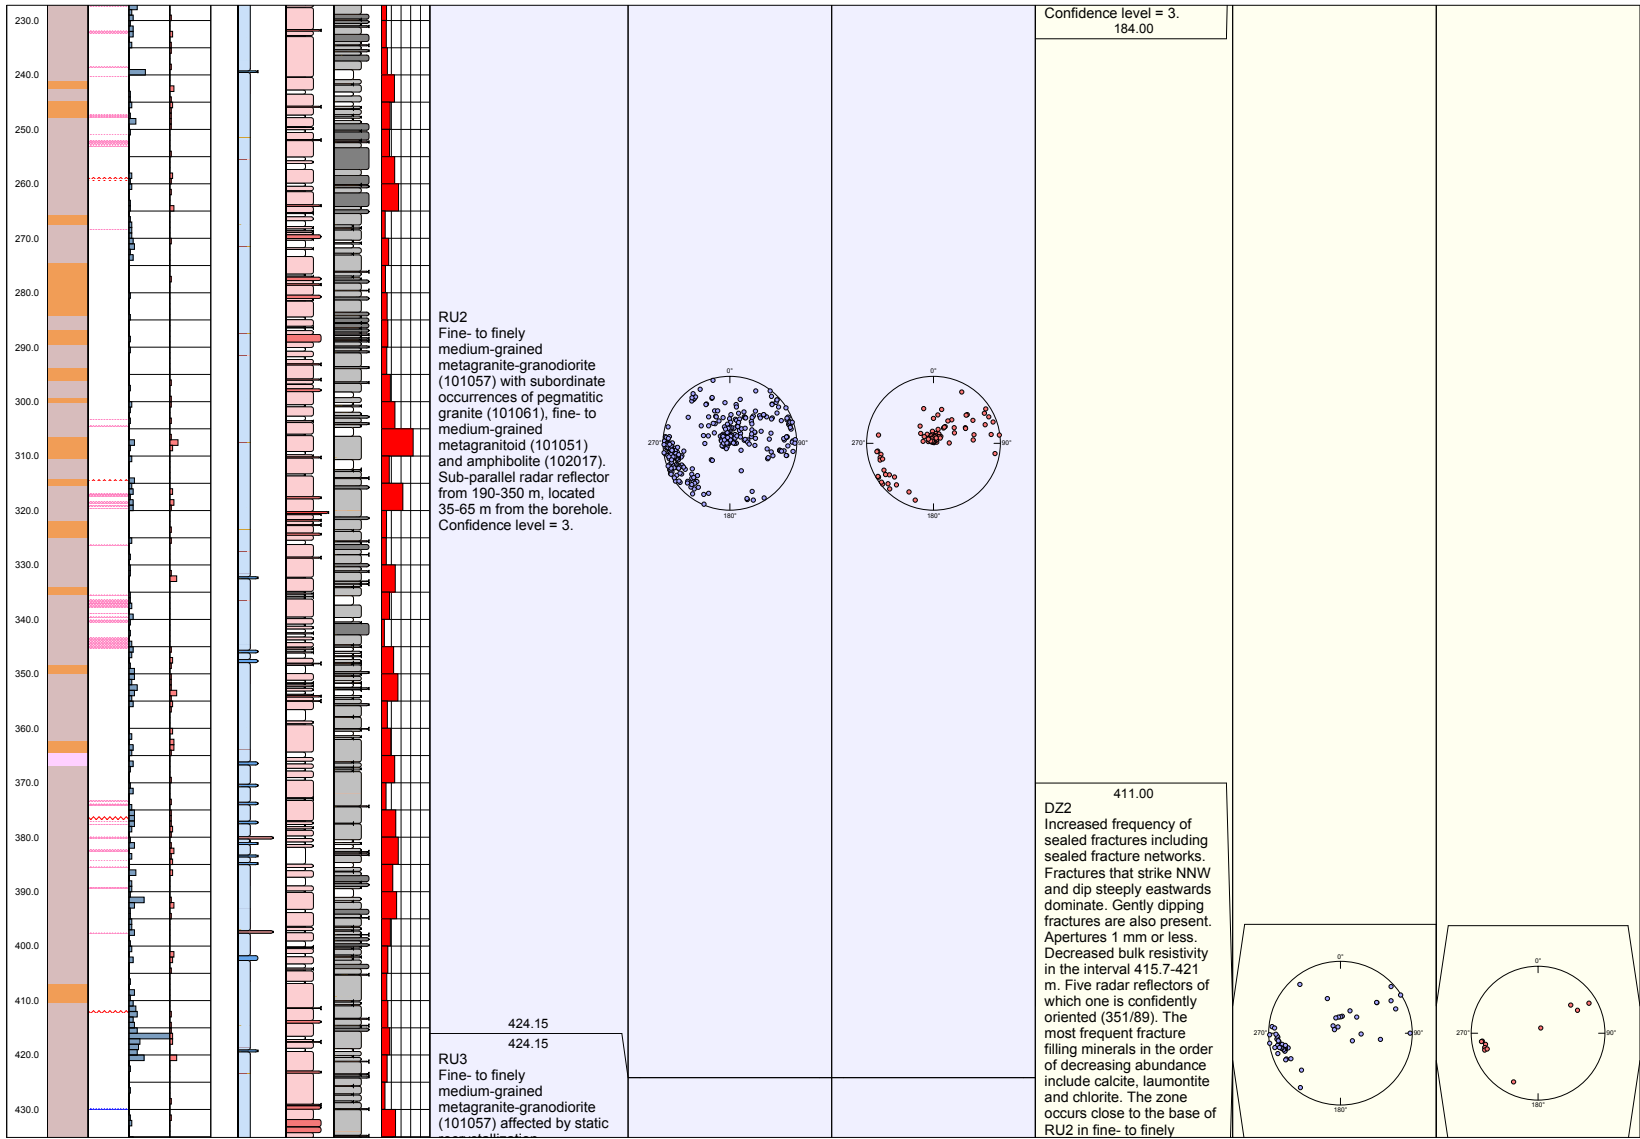 230.0
240.0
250.0
260.0
270.0
280.0
290.0
300.0
310.0
320.0
330.0
340.0
350.0
360.0
370.0
380.0
390.0
400.0
410.0
420.0
430.0
RU2
Fine- to finely
medium-grained
metagranite-granodiorite
(101057) with subordinate
occurrences of pegmatitic
granite (101061), fine- to
medium-grained
metagranitoid (101051)
and amphibolite (102017).
Sub-parallel radar reflector
from 190-350 m, located
35-65 m from the borehole.
Confidence level = 3.
424.15
424.15
RU3
Fine- to finely
medium-grained
metagranite-granodiorite
(101057) affected by static
recrystallization
0°
90°
180°
270°
0°
90°
180°
270°
Confidence level = 3.
184.00
411.00
DZ2
Increased frequency of
sealed fractures including
sealed fracture networks.
Fractures that strike NNW
and dip steeply eastwards
dominate. Gently dipping
fractures are also present.
Apertures 1 mm or less.
Decreased bulk resistivity
in the interval 415.7-421
m. Five radar reflectors of
which one is confidently
oriented (351/89). The
most frequent fracture
filling minerals in the order
of decreasing abundance
include calcite, laumontite
and chlorite. The zone
occurs close to the base of
RU2 in fine- to finely
0°
90°
180°
270°
0°
90°
180°
270°